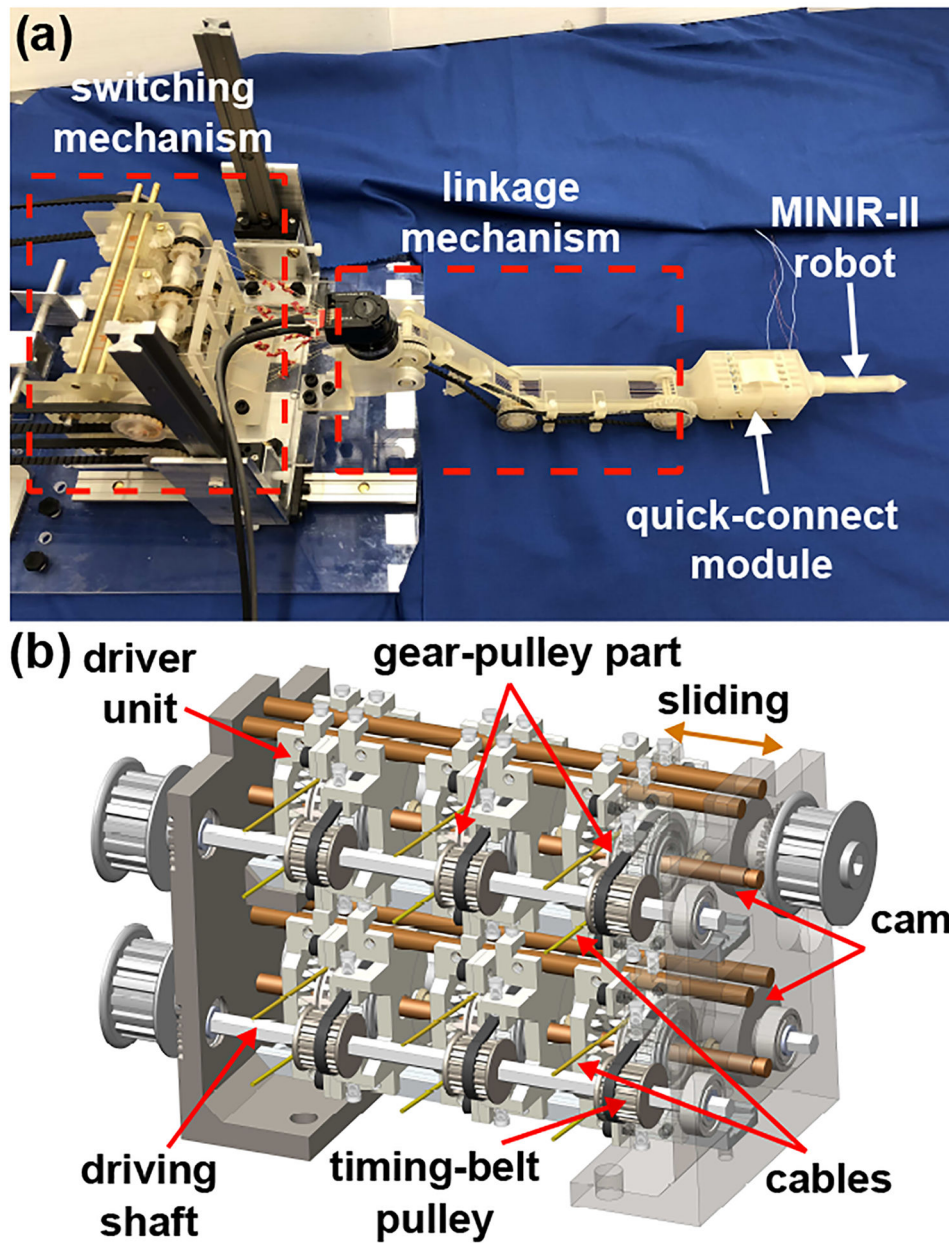 (a)
switching
mechanism
linkage
mechanism
MINIR-II
robot
quick-connect
module
(b)
driver
unit
gear-pulley part
sliding
cam
driving
shaft
timing-belt
pulley
cables